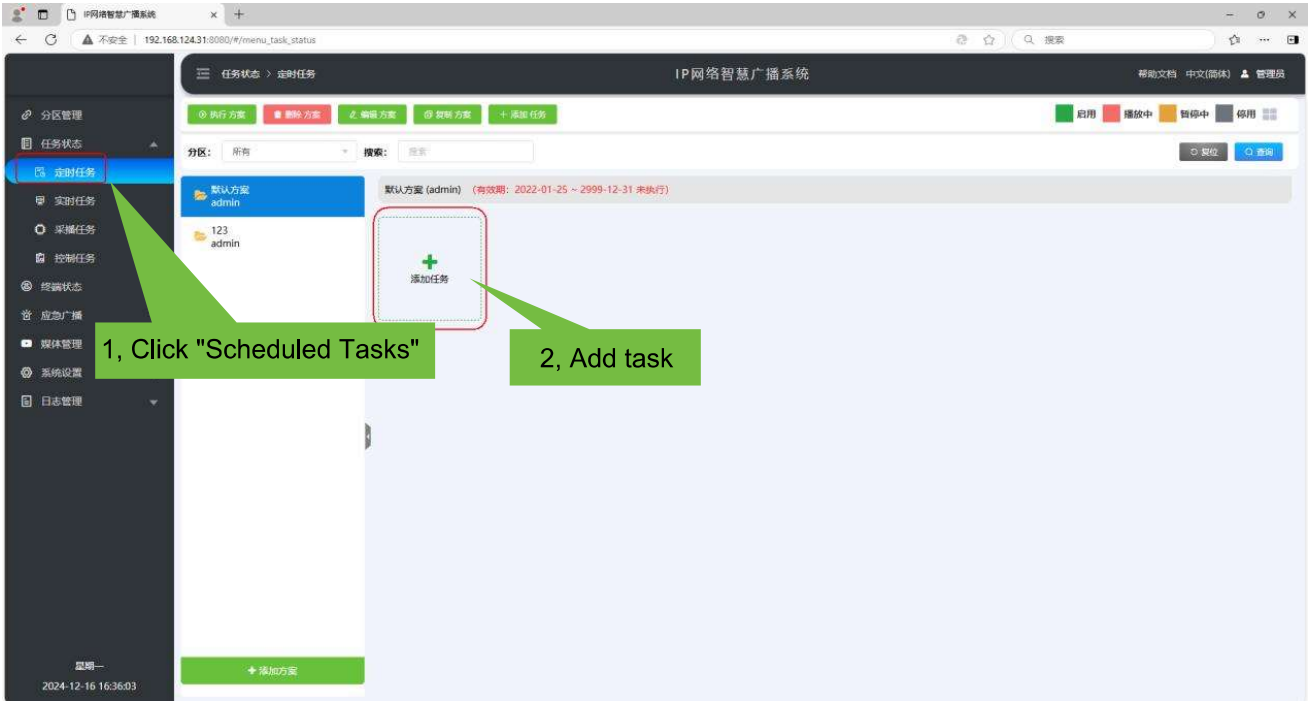 IP网络智慧广播系统
不安全 | 192.168.124.31:8080/#/menu_task_status
搜索
任务状态 > 定时任务
IP网络智慧广播系统
帮助文档 中文(简体) 管理员
分区管理
任务状态
定时任务
实时任务
采播任务
控制任务
终端状态
应急广播
媒体管理
系统设置
日志管理
执行方案
删除方案
编辑方案
复制方案
+ 添加任务
启用 播放中 暂停中 停用
分区: 所有
搜索: 搜索
复位 查询
默认方案
admin
123
admin
默认方案 (admin) (有效期: 2022-01-25 ~ 2999-12-31 未执行)
添加任务
1, Click "Scheduled Tasks"
2, Add task
+ 添加方案
星期一
2024-12-16 16:36:03